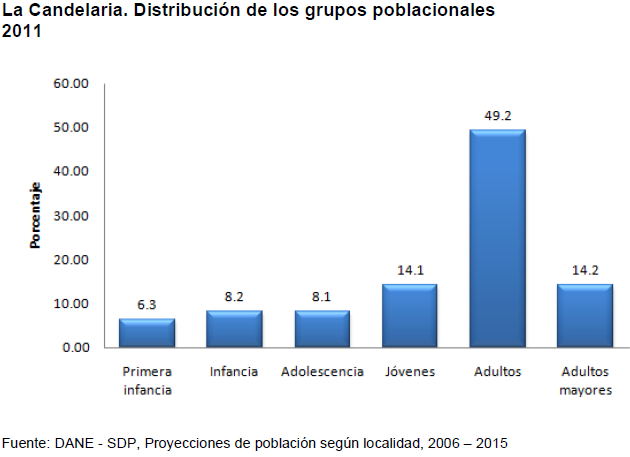 La Candelaria. Distribución de los grupos poblacionales
2011
60.00
50.00
40.00
30.00
20.00
10.00
0.00
Porcentaje
6.3
8.2
8.1
14.1
49.2
14.2
Primera
infancia
Infancia
Adolescencia
Jóvenes
Adultos
Adultos
mayores
Fuente: DANE - SDP, Proyecciones de población según localidad, 2006 – 2015